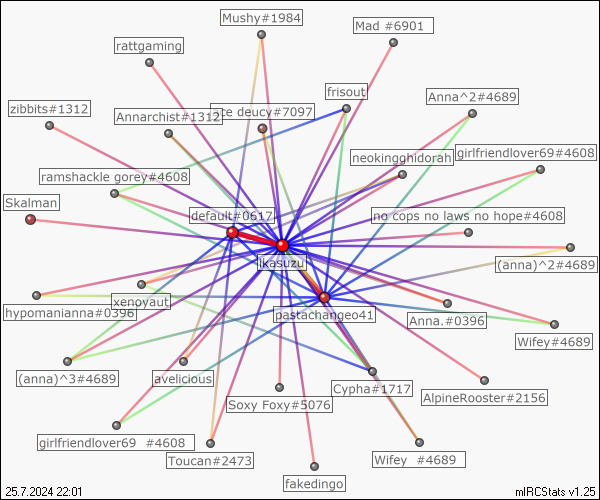 Mushy#1984
Mad #6901
rattgaming
frisout
Anna^2#4689
zibbits#1312
Annarchist#1312
ce deucy#7097
neokingghidorah
girlfriendlover69#4608
ramshackle gorey#4608
Skalman
default#0617
no cops no laws no hope#4608
likasuzu
(anna)^2#4689
xenoyaut
hypomanianna#0396
pastachangeo41
Anna.#0396
Wifey#4689
(anna)^3#4689
avelicious
Cypha#1717
AlpineRooster#2156
Soxy Foxy#5076
girlfriendlover69 #4608
Toucan#2473
Wifey #4689
fakedingo
25.7.2024 22:01
mIRCStats v1.25